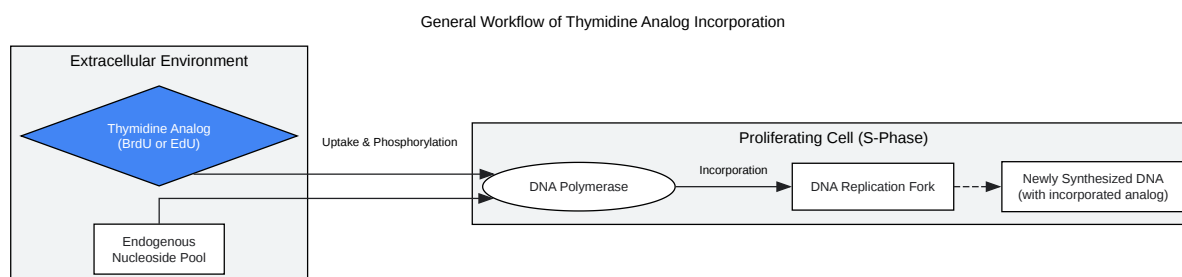 General Workflow of Thymidine Analog Incorporation
Extracellular Environment
Thymidine Analog
(BrdU or EdU)
Uptake & Phosphorylation
Endogenous
Nucleoside Pool
Proliferating Cell (S-Phase)
DNA Polymerase
Incorporation
DNA Replication Fork
Newly Synthesized DNA
(with incorporated analog)